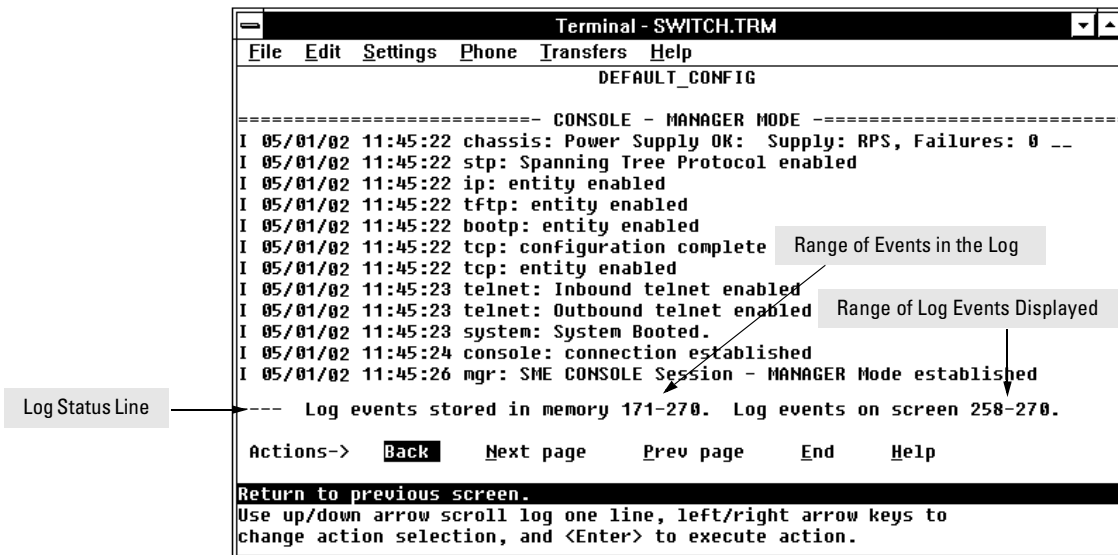 Terminal - SWITCH.TRM
File Edit Settings Phone Transfers Help
DEFAULT_CONFIG
==========================- CONSOLE - MANAGER MODE -==========================
I 05/01/02 11:45:22 chassis: Power Supply OK: Supply: RPS, Failures: 0 __
I 05/01/02 11:45:22 stp: Spanning Tree Protocol enabled
I 05/01/02 11:45:22 ip: entity enabled
I 05/01/02 11:45:22 tftp: entity enabled
I 05/01/02 11:45:22 bootp: entity enabled
I 05/01/02 11:45:22 tcp: configuration complete
Range of Events in the Log
I 05/01/02 11:45:22 tcp: entity enabled
I 05/01/02 11:45:23 telnet: Inbound telnet enabled
I 05/01/02 11:45:23 telnet: Outbound telnet enabled
Range of Log Events Displayed
I 05/01/02 11:45:23 system: System Booted.
I 05/01/02 11:45:24 console: connection established
I 05/01/02 11:45:26 mgr: SME CONSOLE Session - MANAGER Mode established
Log Status Line
---- Log events stored in memory 171-270. Log events on screen 258-270.
Actions-> Back Next page Prev page End Help
Return to previous screen.
Use up/down arrow scroll log one line, left/right arrow keys to
change action selection, and <Enter> to execute action.